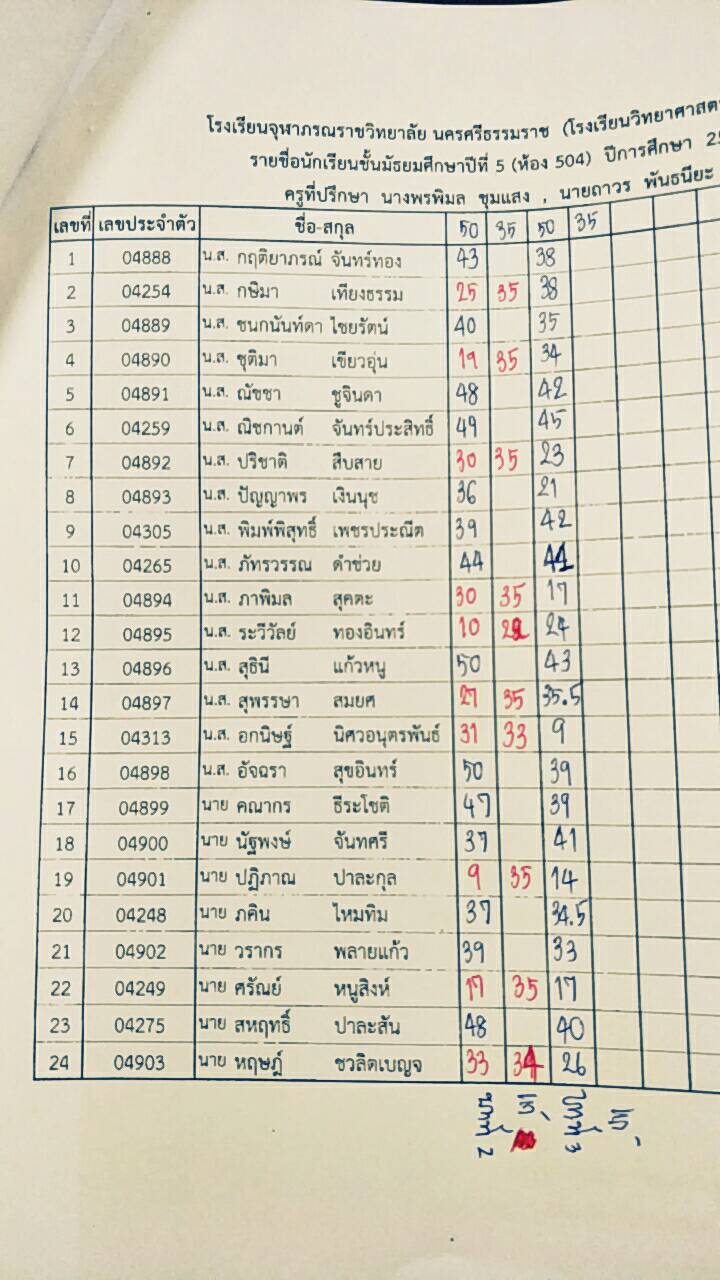 โรงเรียนจุฬาภรณราชวิทยาลัย นครศรีธรรมราช (โรงเรียนวิทยาศาสต
รายชื่อนักเรียนชั้นมัธยมศึกษาปีที่ 5 (ห้อง 504) ปีการศึกษา 25
ครูที่ปรึกษา นางพรพิมล ชุมแสง , นายถาวร พันธนียะ
เลขที่ เลขประจำตัว ชื่อ-สกุล 50 35 50 35
1 04888 น.ส. กฤติยาภรณ์ จันทร์ทอง 43 38
2 04254 น.ส. กษิมา เทียงธรรม 25 35 38
3 04889 น.ส. ชนกนันท์ดา ไชยรัตน์ 40 35
4 04890 น.ส. ชุติมา เขียวอุ่น 19 35 34
5 04891 น.ส. ณัชชา ชูจินดา 48 42
6 04259 น.ส. ณิชกานต์ จันทร์ประสิทธิ์ 49 45
7 04892 น.ส. ปริชาติ สืบสาย 30 35 23
8 04893 น.ส. ปัญญาพร เงินนุช 36 21
9 04305 น.ส. พิมพ์พิสุทธิ์ เพชรประณีต 39 42
10 04265 น.ส. ภัทรวรรณ ดำช่วย 44
11 04894 น.ส. ภาพิมล สุคตะ 30 35 17
12 04895 น.ส. ระวีวัลย์ ทองอินทร์ 10 24
13 04896 น.ส. สุธินี แก้วหนู 50 43
14 04897 น.ส. สุพรรษา สมยศ 27 35 35.5
15 04313 น.ส. อกนิษฐ์ นิศวอนุตรพันธ์ 31 33 9
16 04898 น.ส. อัจฉรา สุขอินทร์ 50 39
17 04899 นาย คณากร ธีระโชติ 47 39
18 04900 นาย นัฐพงษ์ จันทศรี 37 41
19 04901 นาย ปฏิภาณ ปาละกุล 9 35 14
20 04248 นาย ภคิน ไหมทิม 37 34.5
21 04902 นาย วรากร พลายแก้ว 39 33
22 04249 นาย ศรัณย์ หนูสิงห์ 17 35 17
23 04275 นาย สหฤทธิ์ ปาละสัน 48 40
24 04903 นาย หฤษฎ์ ชวลิตเบญจ 33 34 26
บทที่ 2 แก้ บทที่ 3 แก้